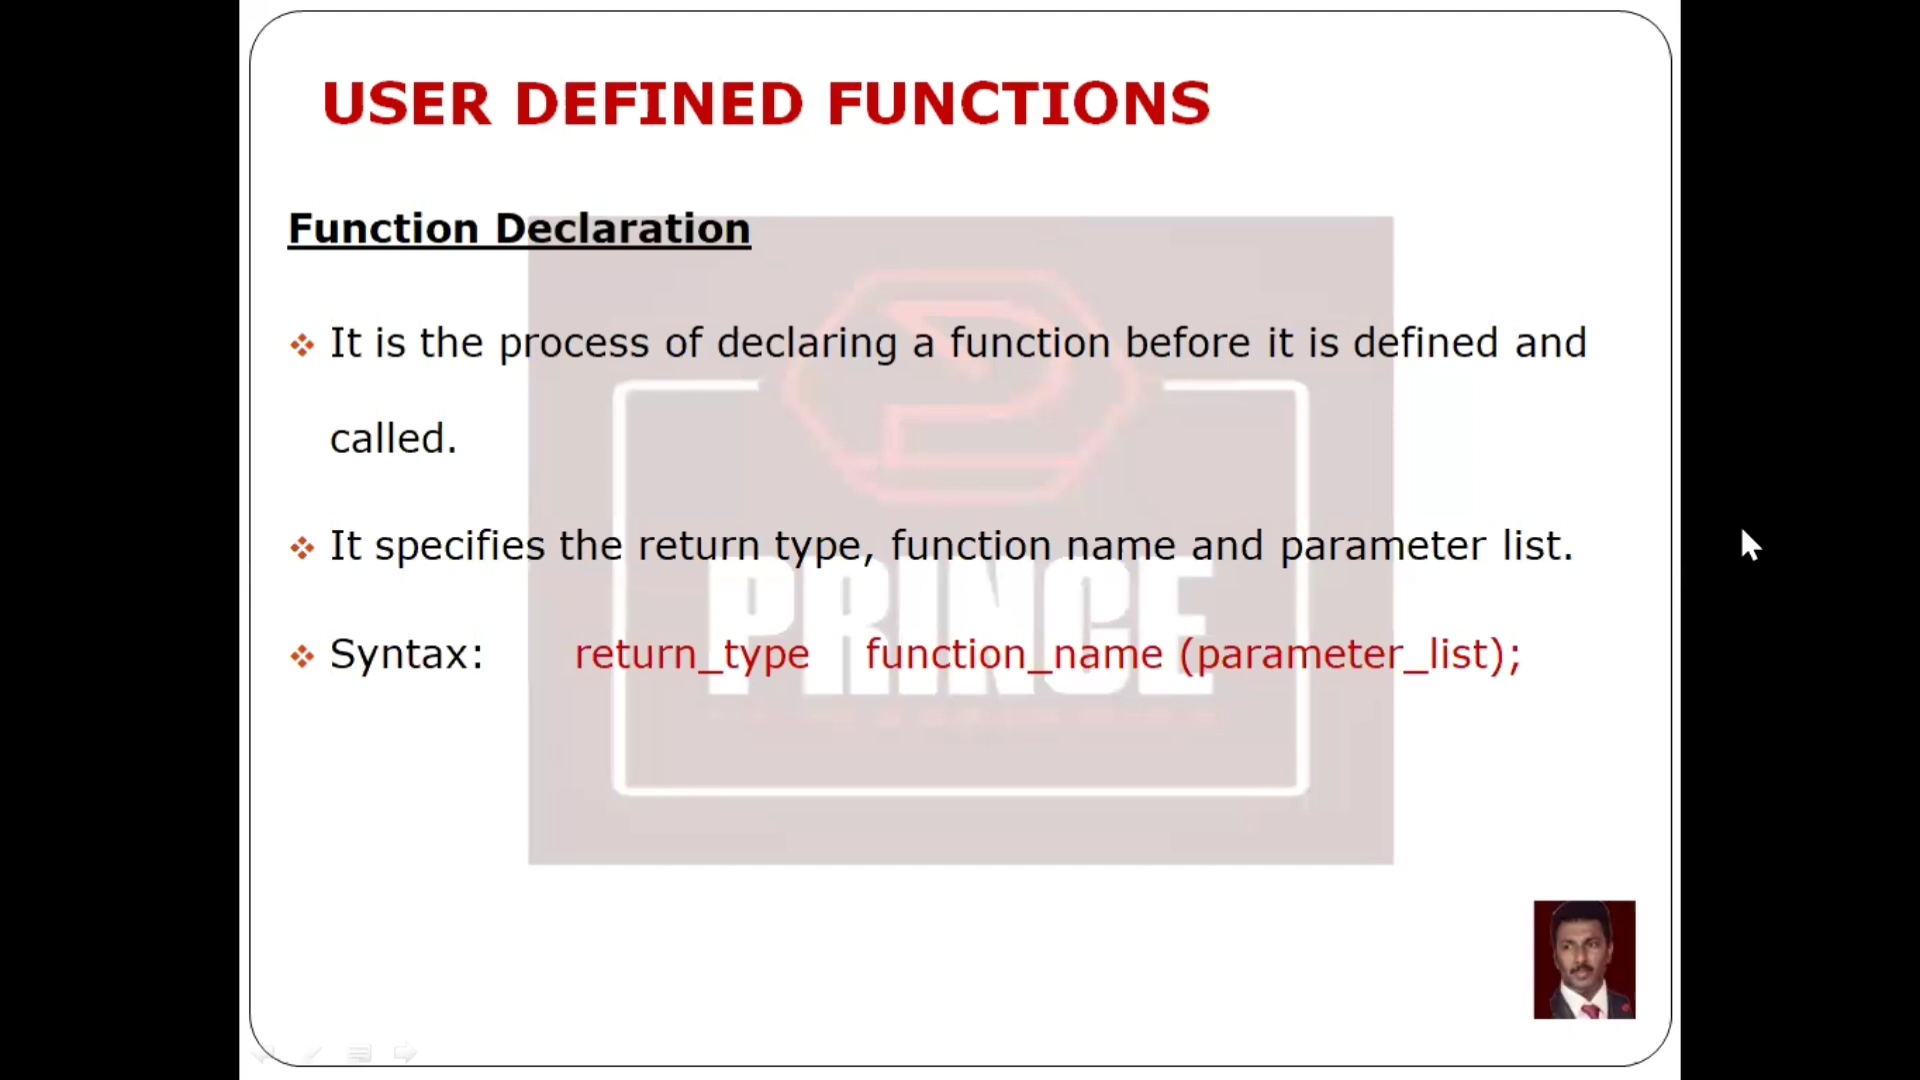 USER DEFINED FUNCTIONS
Function Declaration
It is the process of declaring a function before it is defined and
called.
It specifies the return type, function name and parameter list.
Syntax: return_type function_name (parameter_list);
PRINCE